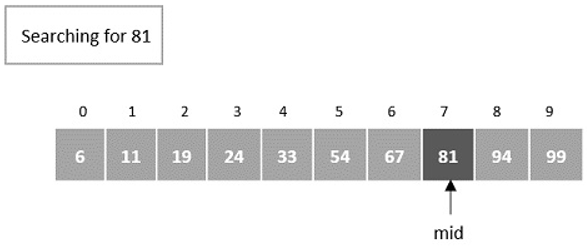 Searching for 81
0 1 2 3 4 5 6 7 8 9
6 11 19 24 33 54 67 81 94 99
mid